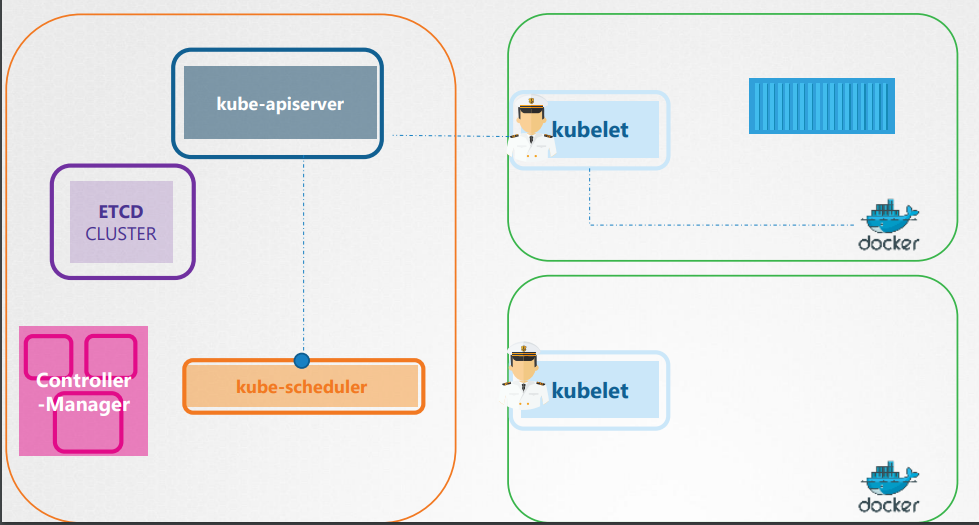 kube-apiserver
ETCD
CLUSTER
Controller
-Manager
kube-scheduler
kubelet
docker
kubelet
docker